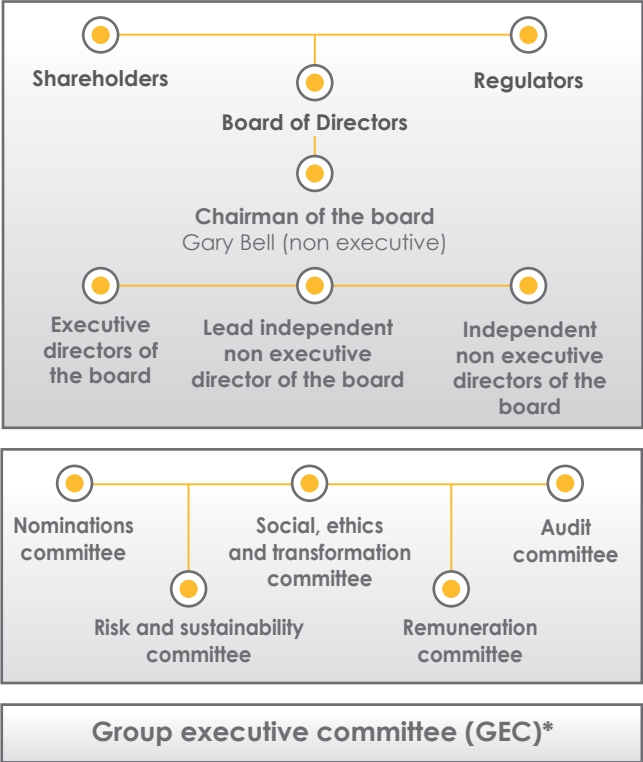 Shareholders
Regulators
Board of Directors
Chairman of the board
Gary Bell (non executive)
Executive
directors of
the board
Lead independent
non executive
director of the board
Independent
non executive
directors of the
board
Nominations
committee
Social, ethics
and transformation
committee
Audit
committee
Risk and sustainability
committee
Remuneration
committee
Group executive committee (GEC)*